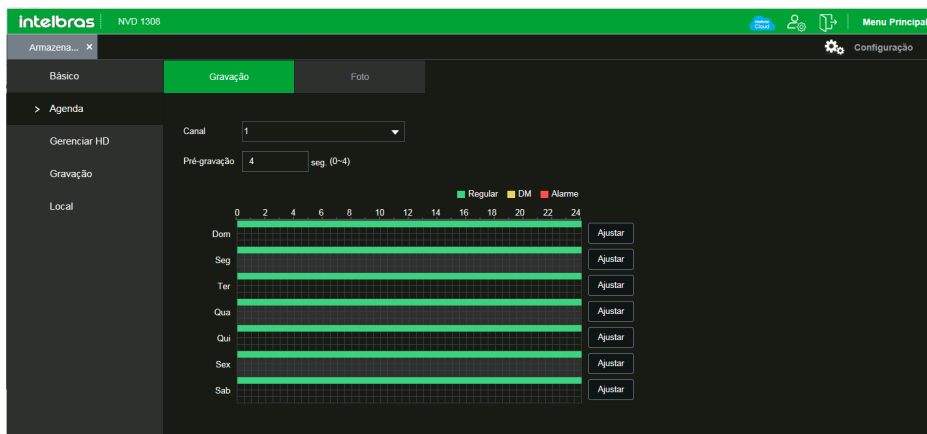 intelbras NVD 1308 Intelbras Cloud Menu Principal
Armazena... × Configuração
Básico
Agenda
Gerenciar HD
Gravação
Local
Gravação Foto
Canal 1
Pré-gravação 4 seg. (0~4)
Regular DM Alarme
0 2 4 6 8 10 12 14 16 18 20 22 24
Dom Ajustar
Seg Ajustar
Ter Ajustar
Qua Ajustar
Qui Ajustar
Sex Ajustar
Sab Ajustar